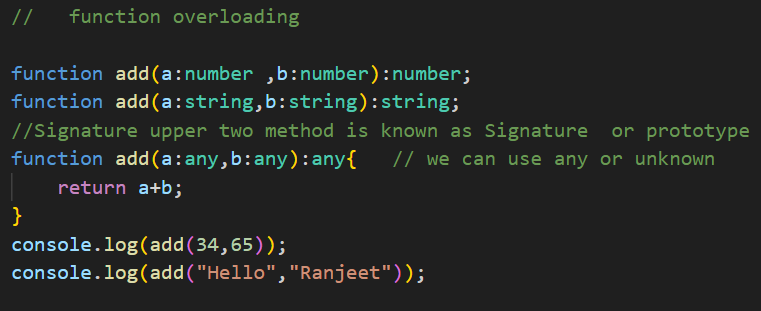 //   function overloading
function add(a:number ,b:number):number;
function add(a:string,b:string):string;
//Signature upper two method is known as Signature  or prototype
function add(a:any,b:any):any{   // we can use any or unknown
    return a+b;
}
console.log(add(34,65));
console.log(add("Hello","Ranjeet"));